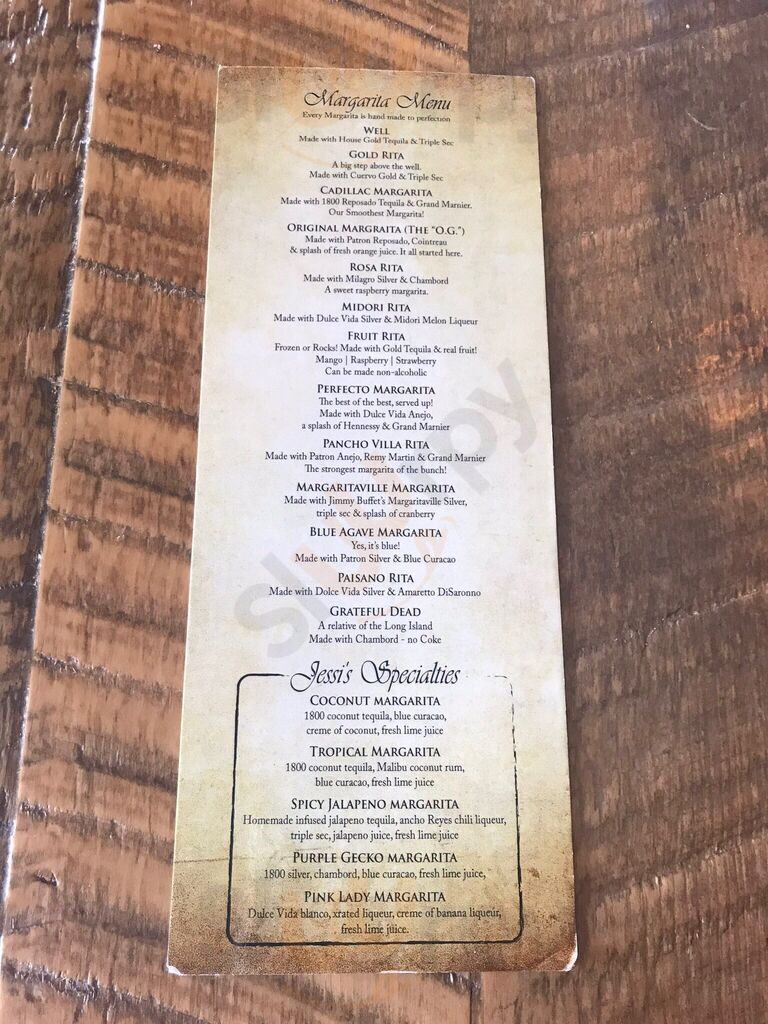 Margarita Menu
Every Margarita is hand made to perfection
WELL
Made with House Gold Tequila & Triple Sec
GOLD RITA
A big step above the well.
Made with Cuervo Gold & Triple Sec
CADILLAC MARGARITA
Made with 1800 Reposado Tequila & Grand Marnier.
Our Smoothest Margarita!
ORIGINAL MARGRAITA (THE "O.G.")
Made with Patron Reposado, Cointreau
& splash of fresh orange juice. It all started here.
ROSA RITA
Made with Milagro Silver & Chambord
A sweet raspberry margarita.
MIDORI RITA
Made with Dulce Vida Silver & Midori Melon Liqueur
FRUIT RITA
Frozen or Rocks! Made with Gold Tequila & real fruit!
Mango | Raspberry | Strawberry
Can be made non-alcoholic
PERFECTO MARGARITA
The best of the best, served up!
Made with Dulce Vida Anejo,
a splash of Hennessy & Grand Marnier
PANCHO VILLA RITA
Made with Patron Anejo, Remy Martin & Grand Marnier
The strongest margarita of the bunch!
MARGARITAVILLE MARGARITA
Made with Jimmy Buffet's Margaritaville Silver,
triple sec & splash of cranberry
BLUE AGAVE MARGARITA
Yes, it's blue!
Made with Patron Silver & Blue Curacao
PAISANO RITA
Made with Dolce Vida Silver & Amaretto DiSaronno
GRATEFUL DEAD
A relative of the Long Island
Made with Chambord - no Coke
Jessi's Specialties
COCONUT MARGARITA
1800 coconut tequila, blue curacao,
creme of coconut, fresh lime juice
TROPICAL MARGARITA
1800 coconut tequila, Malibu coconut rum,
blue curacao, fresh lime juice
SPICY JALAPENO MARGARITA
Homemade infused jalapeno tequila, ancho Reyes chili liqueur,
triple sec, jalapeno juice, fresh lime juice
PURPLE GECKO MARGARITA
1800 silver, chambord, blue curacao, fresh lime juice,
PINK LADY MARGARITA
Dulce Vida blanco, xrated liqueur, creme of banana liqueur,
fresh lime juice.